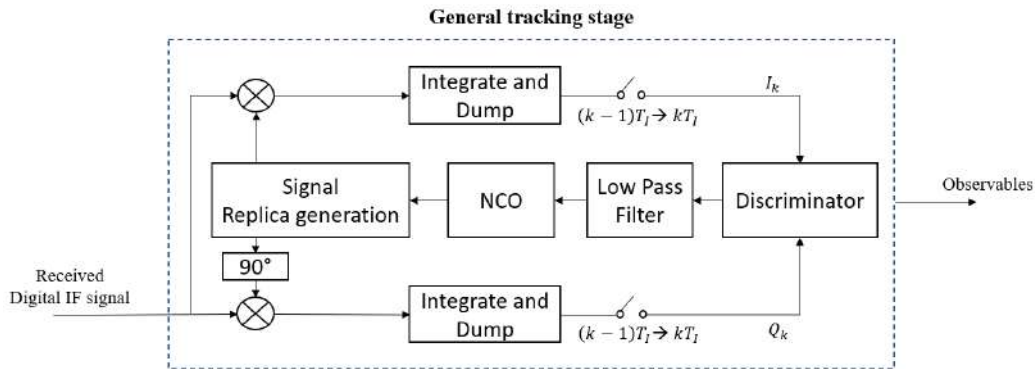 General tracking stage
Integrate and
Dump
(k − 1)T_I → kT_I
I_k
Signal
Replica generation
NCO
Low Pass
Filter
Discriminator
Observables
90°
Received
Digital IF signal
Integrate and
Dump
(k − 1)T_I → kT_I
Q_k